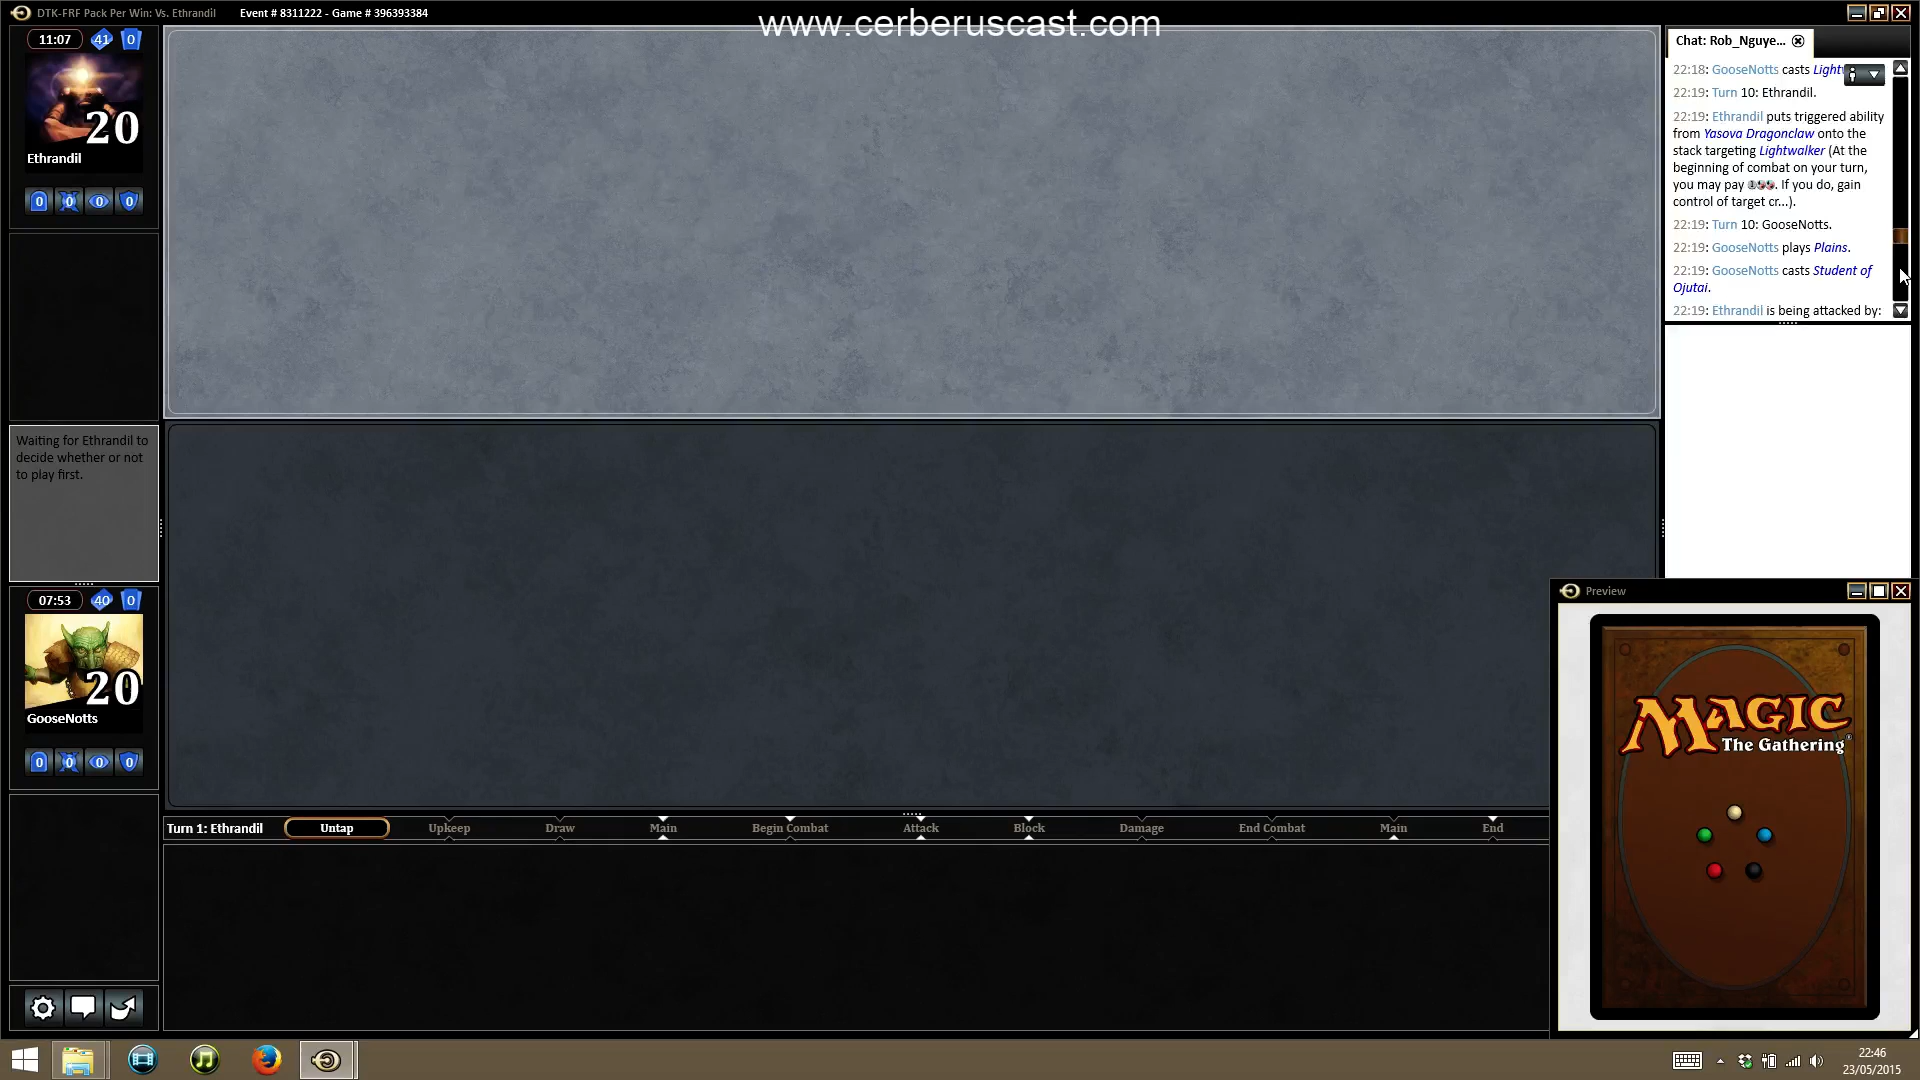 DTK-FRF Pack Per Win: Vs. Ethrandil
Event # 8311222 - Game # 396393384
www.cerberuscast.com
11:07
41
0
20
Ethrandil
0
0
0
0
Waiting for Ethrandil to
decide whether or not
to play first.
07:53
40
0
20
GooseNotts
0
0
0
0
Turn 1: Ethrandil
Untap
Upkeep
Draw
Main
Begin Combat
Attack
Block
Damage
End Combat
Main
End
Chat: Rob_Nguye...
22:18: GooseNotts casts
22:19: Turn 10: Ethrandil.
22:19: Ethrandil puts triggered ability
from Yasova Dragonclaw onto the
stack targeting Lightwalker (At the
beginning of combat on your turn,
you may pay . If you do, gain
control of target cr...).
22:19: Turn 10: GooseNotts.
22:19: GooseNotts plays Plains.
22:19: GooseNotts casts Student of
Ojutai.
22:19: Ethrandil is being attacked by:
Preview
MAGIC
The Gathering®
22:46
23/05/2015